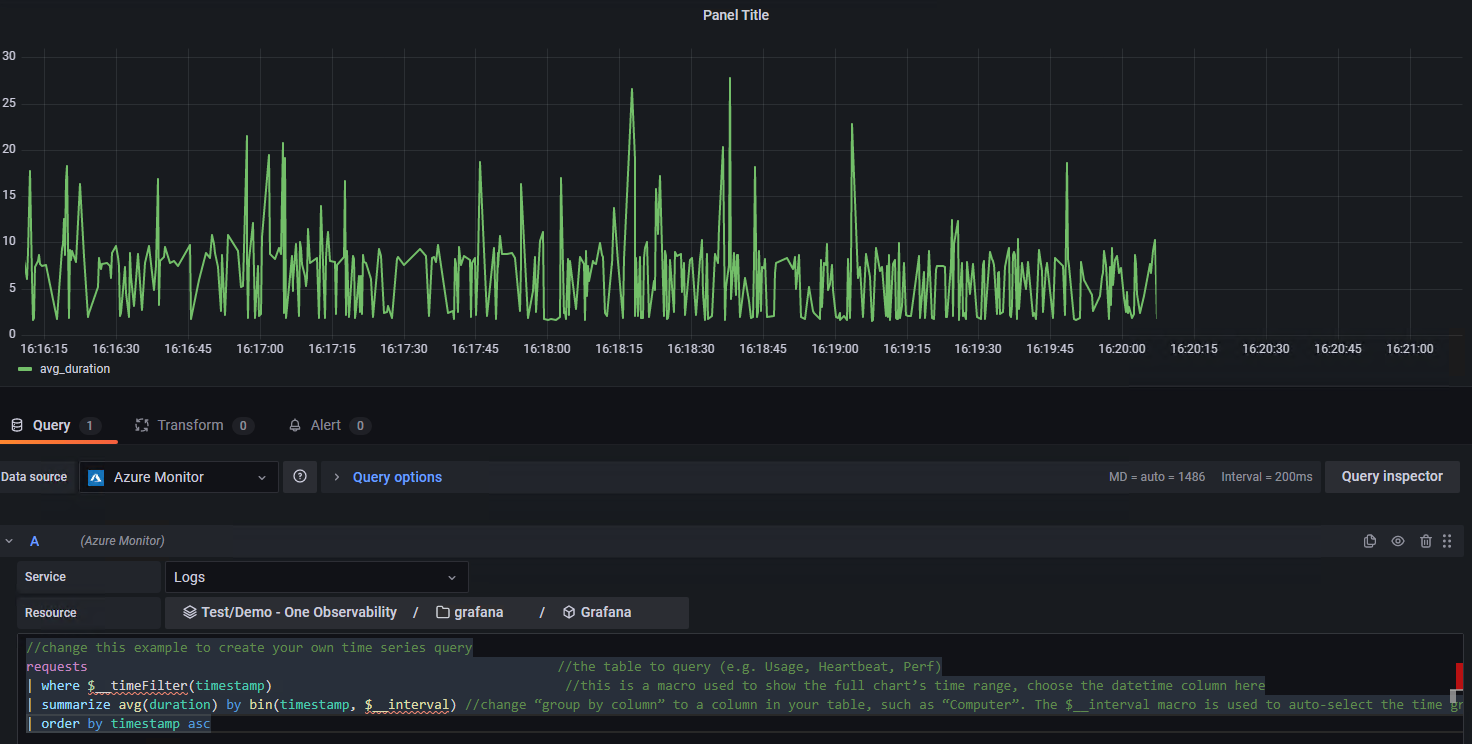 Panel Title
30
25
20
15
10
5
0
16:16:15 16:16:30 16:16:45 16:17:00 16:17:15 16:17:30 16:17:45 16:18:00 16:18:15 16:18:30 16:18:45 16:19:00 16:19:15 16:19:30 16:19:45 16:20:00 16:20:15 16:20:30 16:20:45 16:21:00
avg_duration
Query 1 Transform 0 Alert 0
Data source Azure Monitor Query options MD = auto = 1486 Interval = 200ms Query inspector
A (Azure Monitor)
Service Logs
Resource Test/Demo - One Observability / grafana / Grafana
//change this example to create your own time series query
requests //the table to query (e.g. Usage, Heartbeat, Perf)
| where $__timeFilter(timestamp) //this is a macro used to show the full chart’s time range, choose the datetime column here
| summarize avg(duration) by bin(timestamp, $__interval) //change “group by column” to a column in your table, such as “Computer”. The $__interval macro is used to auto-select the time gr
| order by timestamp asc